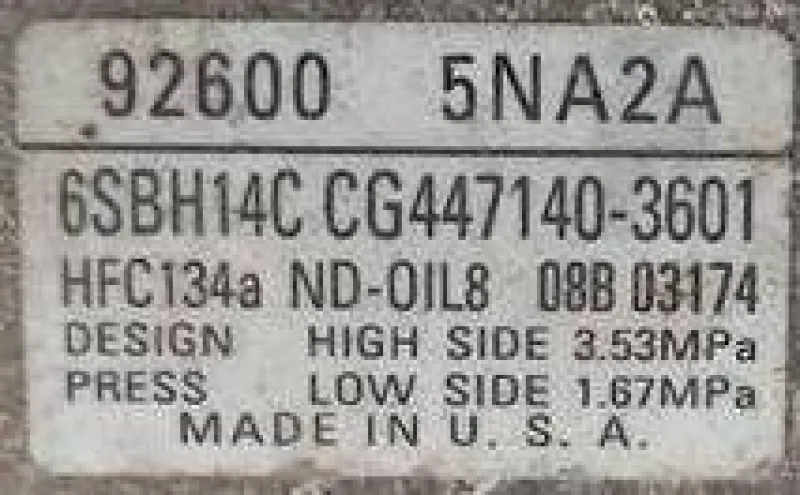 92600 5NA2A
6SBH14C CG447140-3601
HFC134a ND-OIL8 08B 03174
DESIGN HIGH SIDE 3.53MPa
PRESS LOW SIDE 1.67MPa
MADE IN U. S. A.